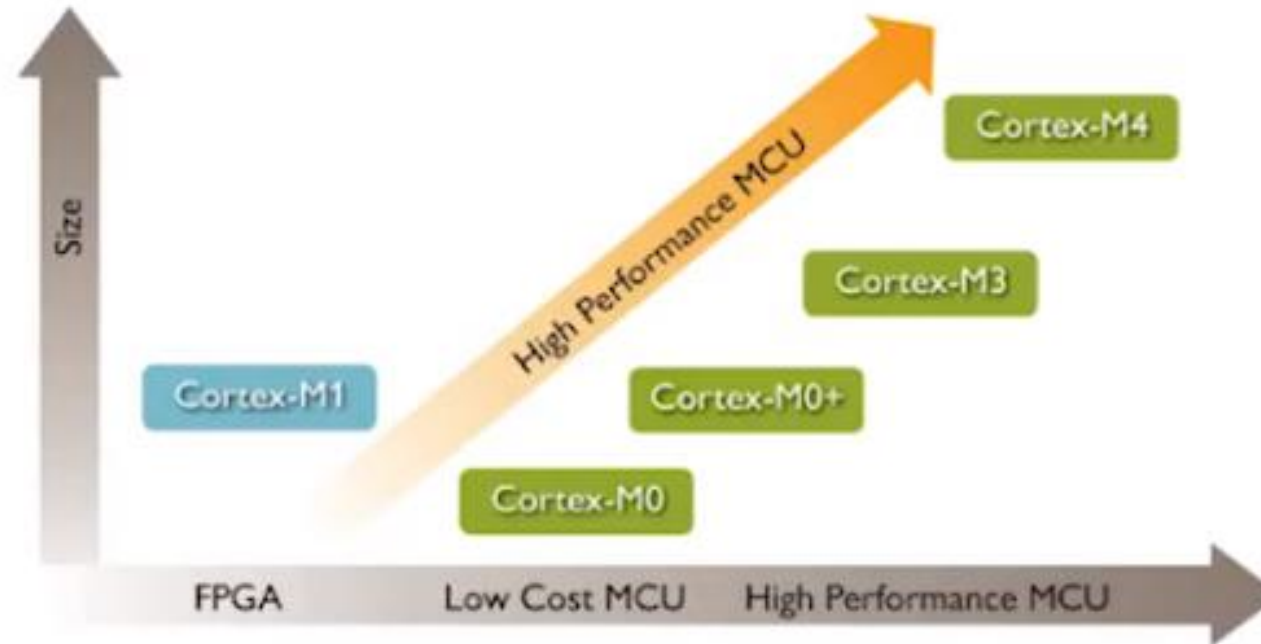 Size
High Performance MCU
Cortex-M4
Cortex-M3
Cortex-M1
Cortex-M0+
Cortex-M0
FPGA
Low Cost MCU
High Performance MCU